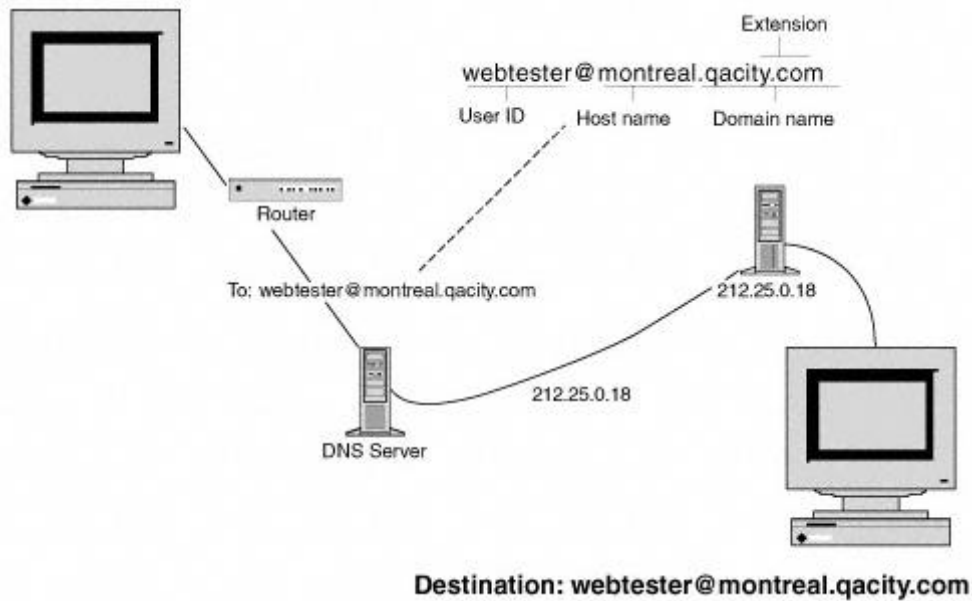 Extension
webtester@montreal.qacity.com
User ID
Host name
Domain name
Router
To: webtester@montreal.qacity.com
212.25.0.18
212.25.0.18
DNS Server
Destination: webtester@montreal.qacity.com